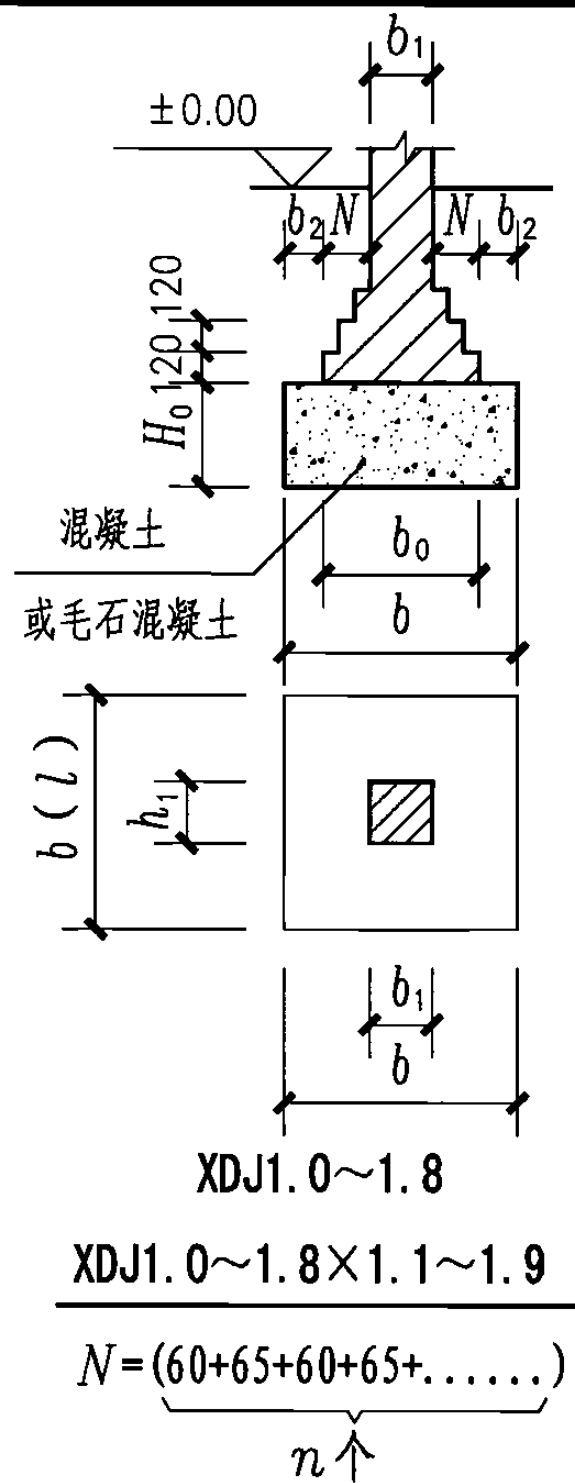 b₁
±0.00
b₂ N N b₂
120
120
H₀
混凝土
或毛石混凝土
b₀
b
b(l)
h₁
b₁
b
XDJ1.0～1.8
XDJ1.0～1.8×1.1～1.9
N=(60+65+60+65+......)
n个